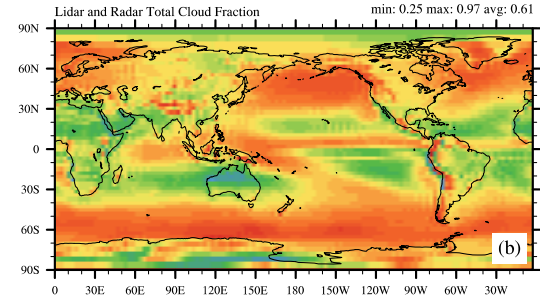 Lidar and Radar Total Cloud Fraction
min: 0.25 max: 0.97 avg: 0.61
90N
60N
30N
0
30S
60S
90S
(b)
0 30E 60E 90E 120E 150E 180 150W 120W 90W 60W 30W